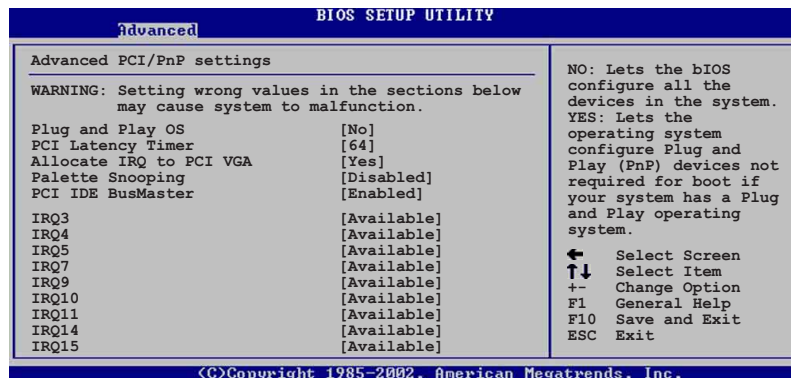 BIOS SETUP UTILITY
Advanced
Advanced PCI/PnP settings
WARNING: Setting wrong values in the sections below
may cause system to malfunction.
Plug and Play OS [No]
PCI Latency Timer [64]
Allocate IRQ to PCI VGA [Yes]
Palette Snooping [Disabled]
PCI IDE BusMaster [Enabled]
IRQ3 [Available]
IRQ4 [Available]
IRQ5 [Available]
IRQ7 [Available]
IRQ9 [Available]
IRQ10 [Available]
IRQ11 [Available]
IRQ14 [Available]
IRQ15 [Available]
NO: Lets the bIOS
configure all the
devices in the system.
YES: Lets the
operating system
configure Plug and
Play (PnP) devices not
required for boot if
your system has a Plug
and Play operating
system.
← Select Screen
↑↓ Select Item
+- Change Option
F1 General Help
F10 Save and Exit
ESC Exit
(C)Copyright 1985-2002, American Megatrends, Inc.